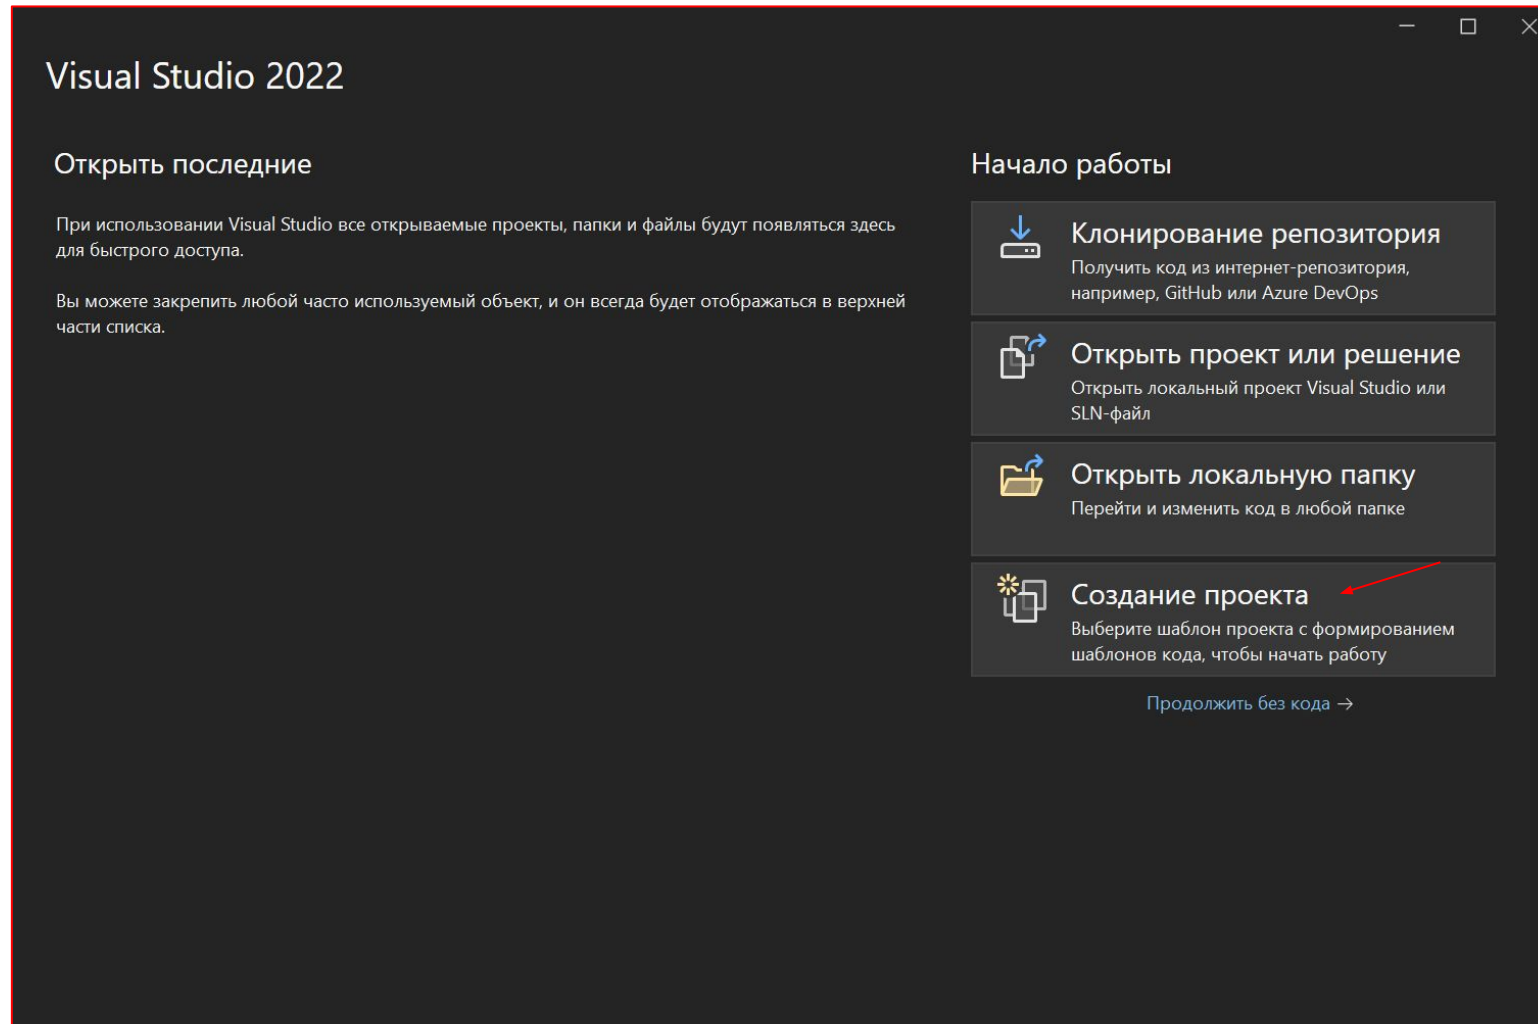 Visual Studio 2022
Открыть последние
При использовании Visual Studio все открываемые проекты, папки и файлы будут появляться здесь
для быстрого доступа.
Вы можете закрепить любой часто используемый объект, и он всегда будет отображаться в верхней
части списка.
Начало работы
Клонирование репозитория
Получить код из интернет-репозитория,
например, GitHub или Azure DevOps
Открыть проект или решение
Открыть локальный проект Visual Studio или
SLN-файл
Открыть локальную папку
Перейти и изменить код в любой папке
Создание проекта
Выберите шаблон проекта с формированием
шаблонов кода, чтобы начать работу
Продолжить без кода →